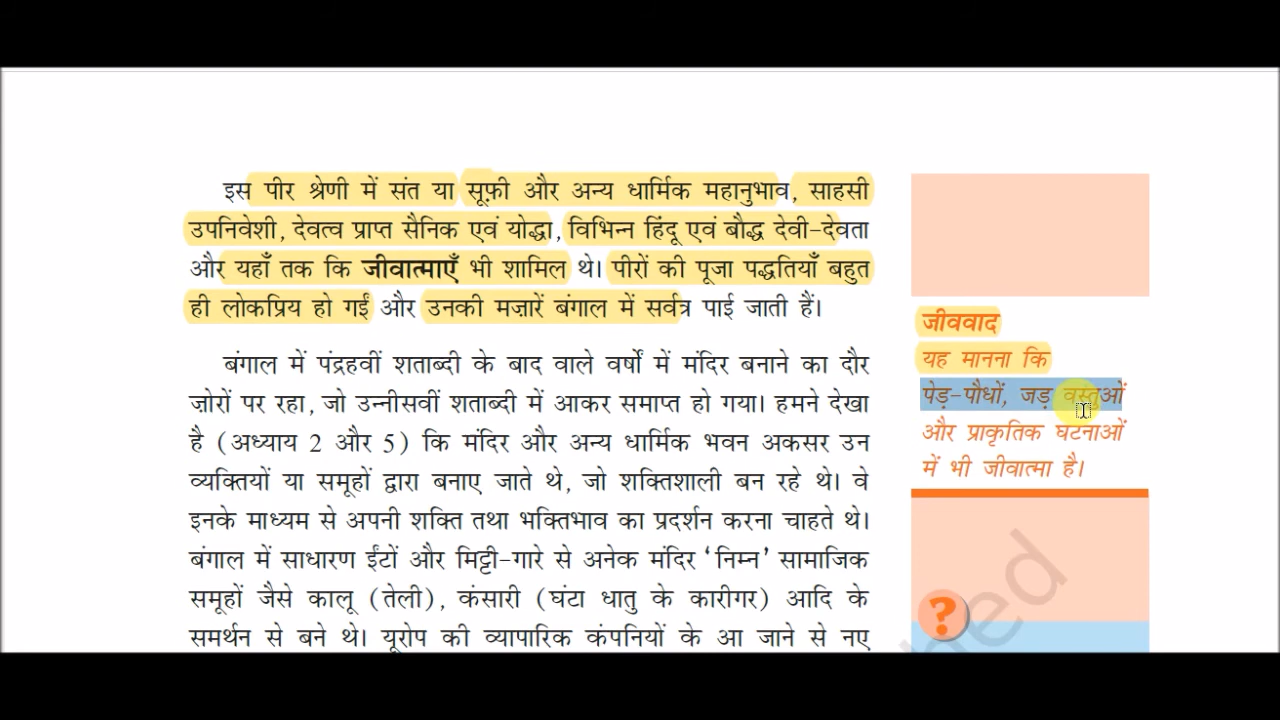 इस पीर श्रेणी में संत या सूफ़ी और अन्य धार्मिक महानुभाव, साहसी
उपनिवेशी, देवत्व प्राप्त सैनिक एवं योद्धा, विभिन्न हिंदू एवं बौद्ध देवी-देवता
और यहाँ तक कि जीवात्माएँ भी शामिल थे। पीरों की पूजा पद्धतियाँ बहुत
ही लोकप्रिय हो गईं और उनकी मज़ारें बंगाल में सर्वत्र पाई जाती हैं।
बंगाल में पंद्रहवीं शताब्दी के बाद वाले वर्षों में मंदिर बनाने का दौर
ज़ोरों पर रहा, जो उन्नीसवीं शताब्दी में आकर समाप्त हो गया। हमने देखा
है (अध्याय 2 और 5) कि मंदिर और अन्य धार्मिक भवन अकसर उन
व्यक्तियों या समूहों द्वारा बनाए जाते थे, जो शक्तिशाली बन रहे थे। वे
इनके माध्यम से अपनी शक्ति तथा भक्तिभाव का प्रदर्शन करना चाहते थे।
बंगाल में साधारण ईंटों और मिट्टी-गारे से अनेक मंदिर ‘निम्न’ सामाजिक
समूहों जैसे कालू (तेली), कंसारी (घंटा धातु के कारीगर) आदि के
समर्थन से बने थे। यूरोप की व्यापारिक कंपनियों के आ जाने से नए
जीववाद
यह मानना कि
पेड़-पौधों, जड़ वस्तुओं
और प्राकृतिक घटनाओं
में भी जीवात्मा है।
?